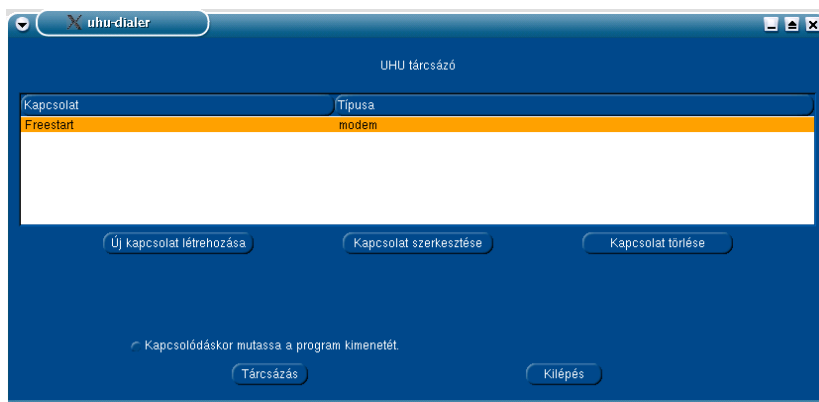 uhu-dialer
UHU tárcsázó
Kapcsolat Típusa
Freestart modem
Új kapcsolat létrehozása Kapcsolat szerkesztése Kapcsolat törlése
Kapcsolódáskor mutassa a program kimenetét.
Tárcsázás Kilépés